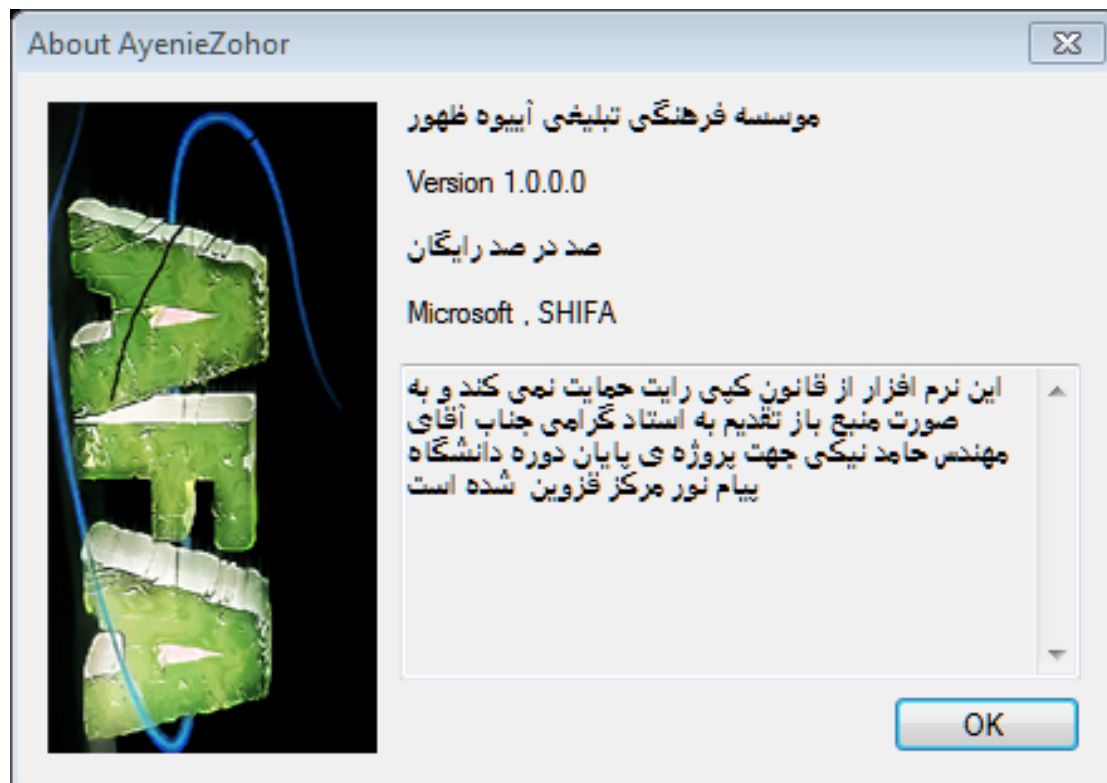 About AyenieZohor
موسسه فرهنگی تبلیغی آییوه ظهور
Version 1.0.0.0
صد در صد رایگان
Microsoft , SHIFA
این نرم افزار از قانون کپی رایت حمایت نمی کند و به
صورت منبع باز تقدیم به استاد گرامی جناب آقای
مهندس حامد نیکی جهت پروژه ی پایان دوره دانشگاه
پیام نور مرکز قزوین شده است
OK